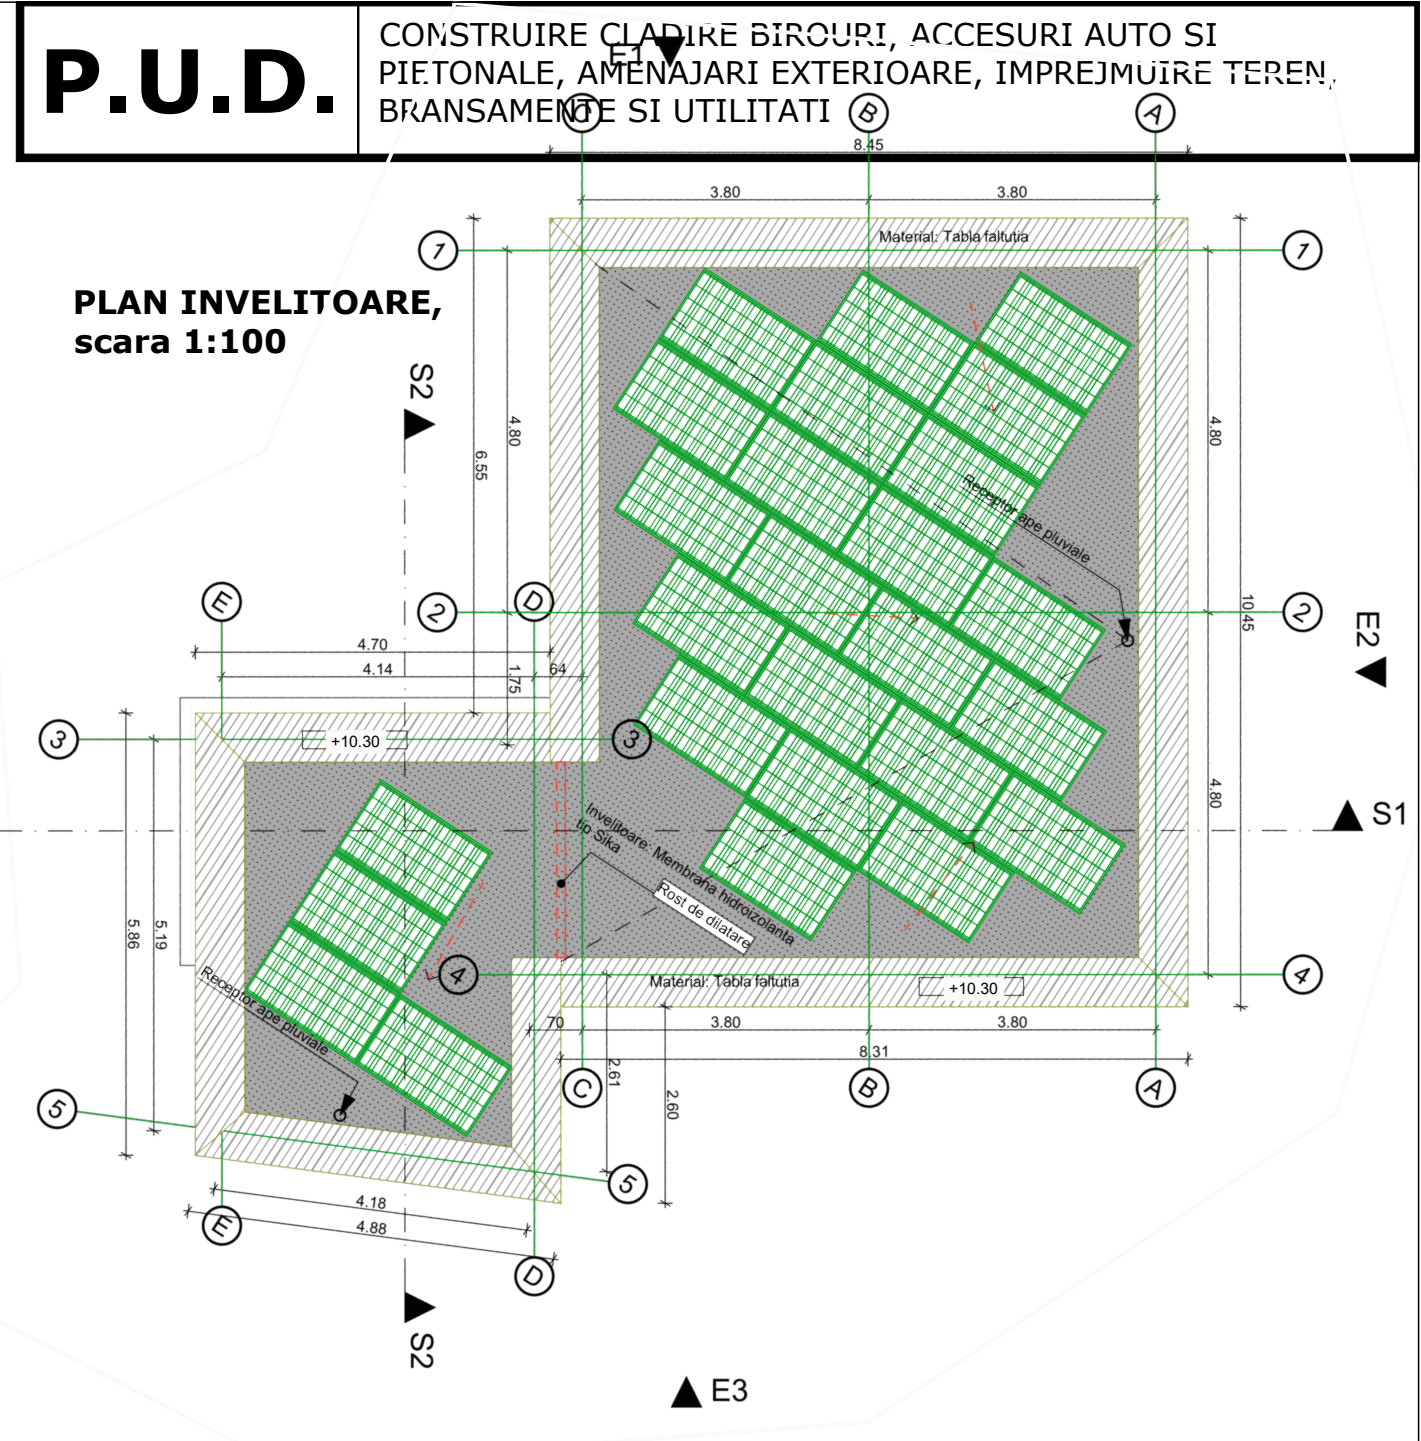 P.U.D.
CONSTRUIRE CLADIRE BIROURI, ACCESURI AUTO SI
PIETONALE, AMENAJARI EXTERIOARE, IMPREJMUIRE TEREN,
BRANSAMENTE SI UTILITATI
E1
C
B
A
8.45
3.80
3.80
1
Material: Tabla faltutia
1
PLAN INVELITOARE,
scara 1:100
S2
4.80
6.55
4.80
Receptor ape pluviale
E
2
D
2
10.45
E2
4.70
4.14
64
1.75
3
+10.30
3
4.80
S1
Invelitoare: Membrana hidroizolanta
tip Sika
Rost de dilatare
5.86
5.19
4
Receptor ape pluviale
Material: Tabla faltutia
+10.30
4
70
3.80
3.80
8.31
2.61
2.60
C
B
A
5
5
4.18
4.88
E
D
S2
E3